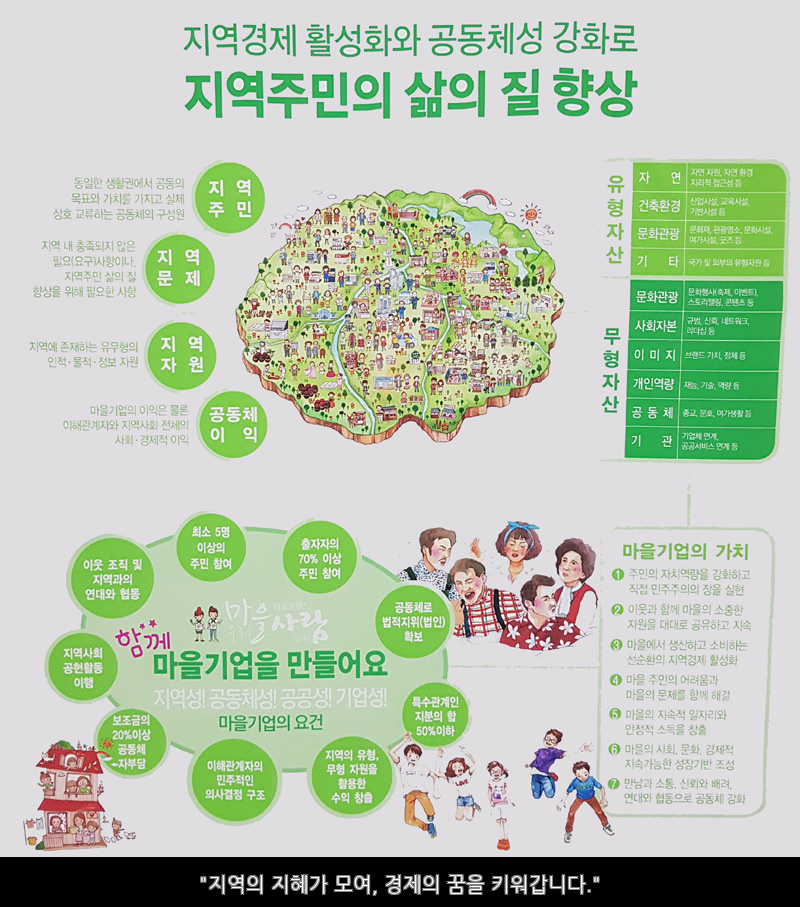 지역경제 활성화와 공동체성 강화로
지역주민의 삶의 질 향상
동일한 생활권에서 공동의
목표와 가치를 가지고 실제
상호 교류하는 공동체의 구성원
지 역
주 민
지역 내 충족되지 않은
필요(요구)사항이나,
지역주민 삶의 질
향상을 위해 필요한 사항
지 역
문 제
지역에 존재하는 유무형의
인적·물적·정보 자원
지 역
자 원
마을기업의 이익은 물론
이해관계자와 지역사회 전체의
사회·경제적 이익
공동체
이 익
유형자산
자 연
자연 자원, 자연 환경
지리적 접근성 등
건축환경
산업시설, 교육시설,
기반시설 등
문화관광
문화재, 관광명소, 문화시설,
여가시설, 굿즈 등
기 타
국가 및 외부의 유형자원 등
무형자산
문화관광
문화행사(축제, 이벤트),
스토리텔링, 콘텐츠 등
사회자본
규범, 신뢰, 네트워크,
리더십 등
이 미 지
브랜드 가치, 정체 등
개인역량
재능, 기술, 역량 등
공 동 체
종교, 문호, 여가생활 등
기 관
기업체 연계,
공공서비스 연계 등
최소 5명
이상의
주민 참여
출자자의
70% 이상
주민 참여
이웃 조직 및
지역과의
연대와 협동
공동체로
법적지위(법인)
확보
마을사람
함께
마을기업을 만들어요
지역성! 공동체성! 공공성! 기업성!
마을기업의 요건
지역사회
공헌활동
이행
특수관계인
지분의 합
50%이하
보조금의
20%이상
공동체
자부담
이해관계자의
민주적인
의사결정 구조
지역의 유형,
무형 자원을
활용한
수익 창출
마을기업의 가치
1 주민의 자치역량을 강화하고
직접 민주주의의 장을 실현
2 이웃과 함께 마을의 소중한
자원을 대대로 공유하고 지속
3 마을에서 생산하고 소비하는
선순환의 지역경제 활성화
4 마을 주민의 어려움과
마을의 문제를 함께 해결
5 마을의 지속적 일자리와
안정적 소득을 창출
6 마을의 사회, 문화, 경제적
지속가능한 성장기반 조성
7 만남과 소통, 신뢰와 배려,
연대와 협동으로 공동체 강화
"지역의 지혜가 모여, 경제의 꿈을 키워갑니다."